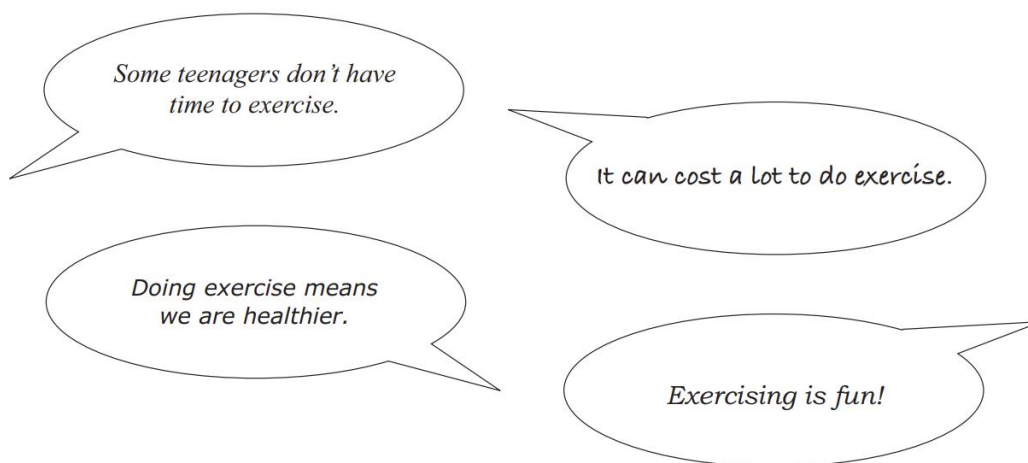 Some teenagers don't have
time to exercise.
It can cost a lot to do exercise.
Doing exercise means
we are healthier.
Exercising is fun!